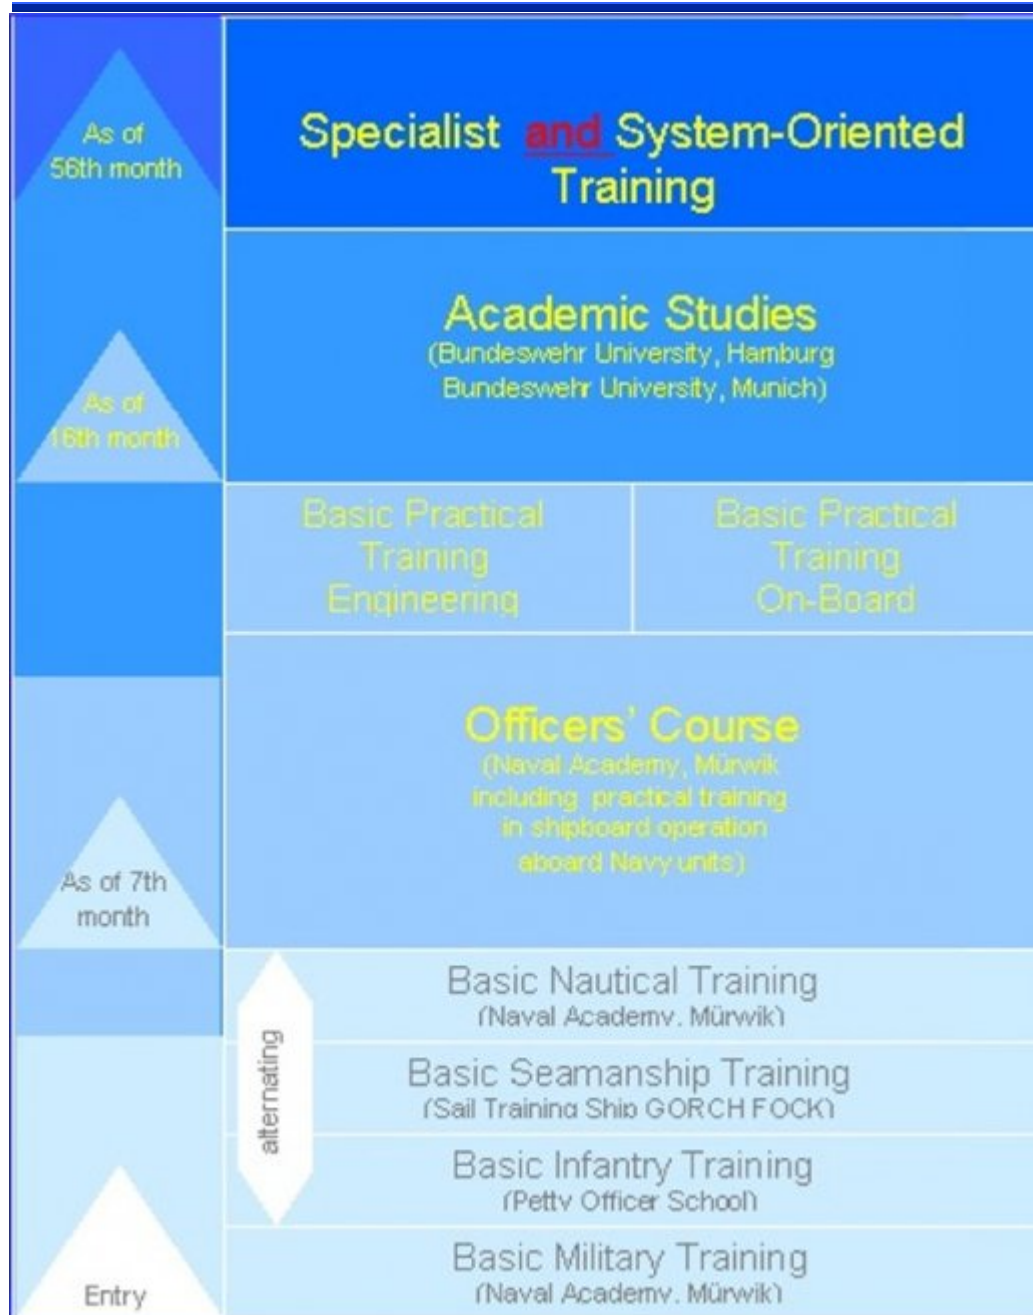 As of
56th month
Specialist and System-Oriented
Training
Academic Studies
(Bundeswehr University, Hamburg
Bundeswehr University, Munich)
As of
16th month
Basic Practical
Training
Engineering
Basic Practical
Training
On-Board
Officers' Course
(Naval Academy, Mürwik
including practical training
in shipboard operation
aboard Navy units)
As of 7th
month
alternating
Basic Nautical Training
(Naval Academy, Mürwik)
Basic Seamanship Training
(Sail Training Ship GORCH FOCK)
Basic Infantry Training
(Petty Officer School)
Entry
Basic Military Training
(Naval Academy, Mürwik)